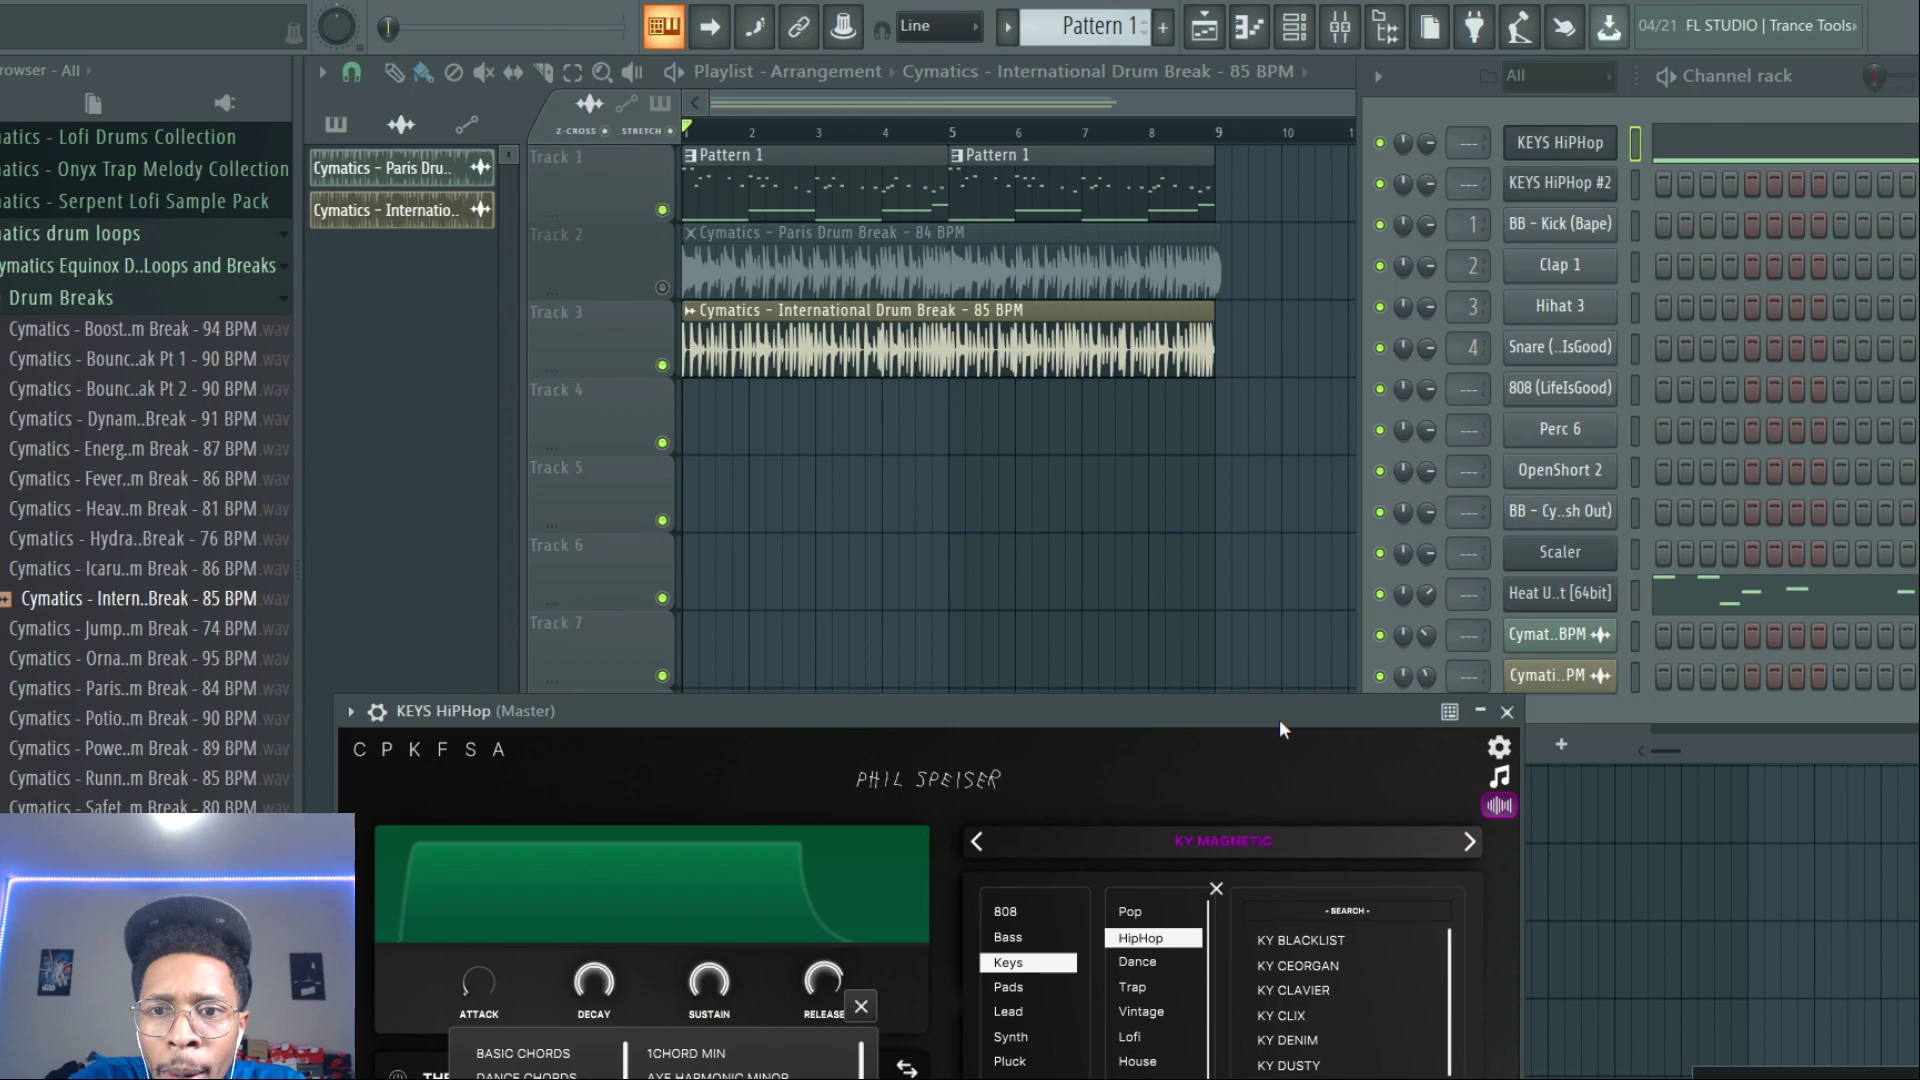 Line
Pattern 1
04/21 FL STUDIO | Trance Tools
rowser - All
Playlist - Arrangement
Cymatics - International Drum Break - 85 BPM
All
Channel rack
Z-CROSS
STRETCH
2 3 4 5 6 7 8 9 10
atics - Lofi Drums Collection
atics - Onyx Trap Melody Collection
atics - Serpent Lofi Sample Pack
atics drum loops
ymatics Equinox D..Loops and Breaks
Drum Breaks
Cymatics - Boost..m Break - 94 BPM.wav
Cymatics - Bounc..ak Pt 1 - 90 BPM.wav
Cymatics - Bounc..ak Pt 2 - 90 BPM.wav
Cymatics - Dynam..Break - 91 BPM.wav
Cymatics - Energ..m Break - 87 BPM.wav
Cymatics - Fever..m Break - 86 BPM.wav
Cymatics - Heav..m Break - 81 BPM.wav
Cymatics - Hydra..Break - 76 BPM.wav
Cymatics - Icaru..m Break - 86 BPM.wav
Cymatics - Intern..Break - 85 BPM.wav
Cymatics - Jump..m Break - 74 BPM.wav
Cymatics - Orna..m Break - 95 BPM.wav
Cymatics - Paris..m Break - 84 BPM.wav
Cymatics - Potio..m Break - 90 BPM.wav
Cymatics - Powe..m Break - 89 BPM.wav
Cymatics - Runn..m Break - 85 BPM.wav
Cymatics - Safet..m Break - 80 BPM.wav
Cymatics - Paris Dru..
Cymatics - Internatio..
Track 1
Pattern 1
Pattern 1
Track 2
Cymatics - Paris Drum Break - 84 BPM
Track 3
Cymatics - International Drum Break - 85 BPM
Track 4
Track 5
Track 6
Track 7
KEYS HiPHop
KEYS HiPHop #2
1 BB - Kick (Bape)
2 Clap 1
3 Hihat 3
4 Snare (..IsGood)
808 (LifeIsGood)
Perc 6
OpenShort 2
BB - Cy..sh Out)
Scaler
Heat U..t [64bit]
Cymat..BPM
Cymati..PM
KEYS HiPHop (Master)
C P K F S A
PHIL SPEISER
KY MAGNETIC
ATTACK
DECAY
SUSTAIN
RELEASE
808
Bass
Keys
Pads
Lead
Synth
Pluck
Pop
HipHop
Dance
Trap
Vintage
Lofi
House
- SEARCH -
KY BLACKLIST
KY CEORGAN
KY CLAVIER
KY CLIX
KY DENIM
KY DUSTY
BASIC CHORDS
1CHORD MIN
DANCE CHORDS
AYE HARMONIC MINOR